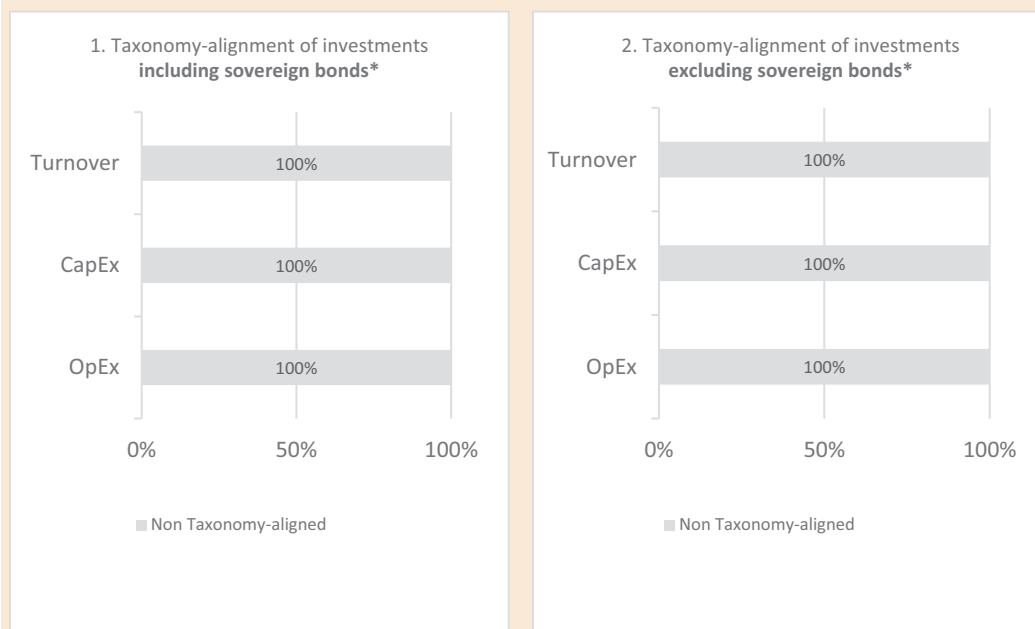 1. Taxonomy-alignment of investments
including sovereign bonds*
Turnover
100%
CapEx
100%
OpEx
100%
0%
50%
100%
Non Taxonomy-aligned
2. Taxonomy-alignment of investments
excluding sovereign bonds*
Turnover
100%
CapEx
100%
OpEx
100%
0%
50%
100%
Non Taxonomy-aligned